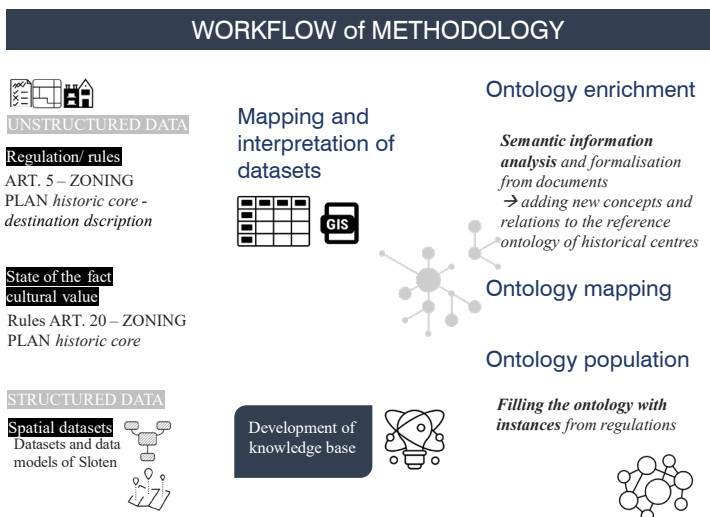 WORKFLOW of METHODOLOGY
UNSTRUCTURED DATA
Regulation/ rules
ART. 5 – ZONING
PLAN historic core -
destination dscription
State of the fact
cultural value
Rules ART. 20 – ZONING
PLAN historic core
STRUCTURED DATA
Spatial datasets
Datasets and data
models of Sloten
Mapping and
interpretation of
datasets
GIS
Development of
knowledge base
Ontology enrichment
Semantic information
analysis and formalisation
from documents
→ adding new concepts and
relations to the reference
ontology of historical centres
Ontology mapping
Ontology population
Filling the ontology with
instances from regulations